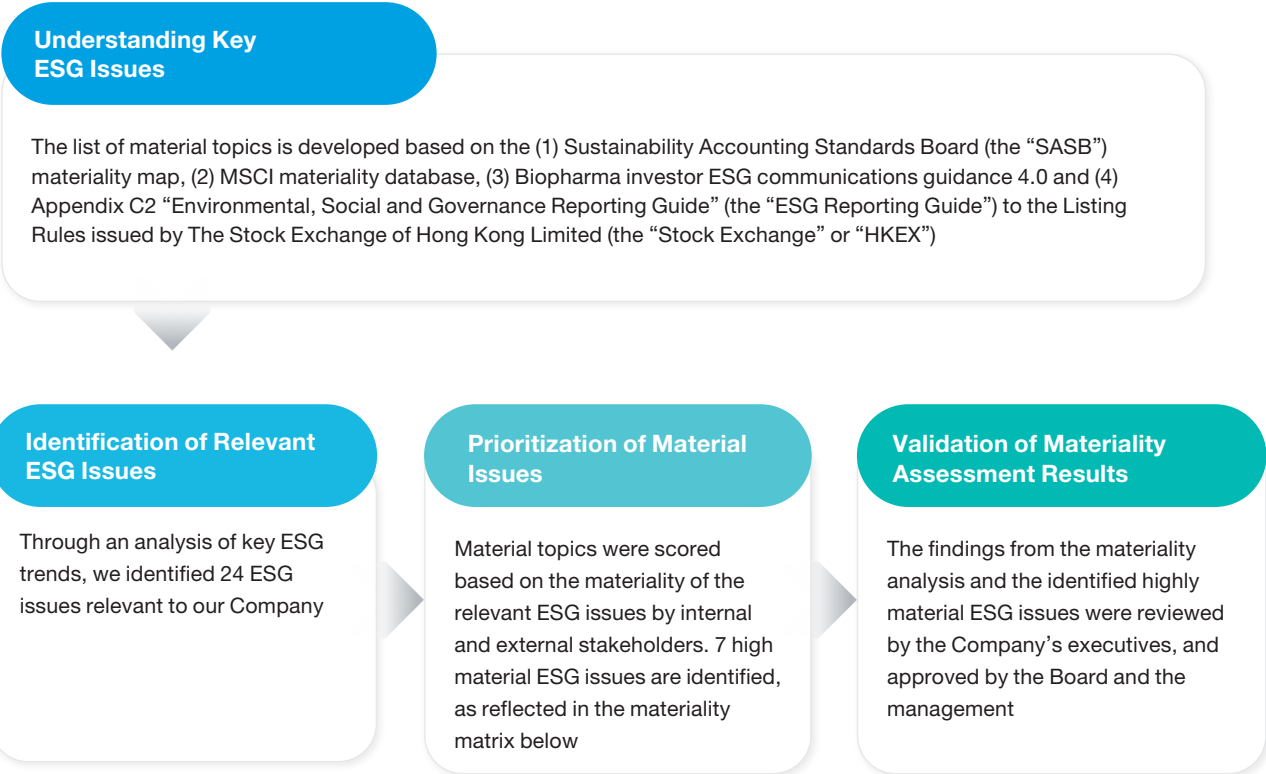 Understanding Key
ESG Issues
The list of material topics is developed based on the (1) Sustainability Accounting Standards Board (the “SASB”)
materiality map, (2) MSCI materiality database, (3) Biopharma investor ESG communications guidance 4.0 and (4)
Appendix C2 “Environmental, Social and Governance Reporting Guide” (the “ESG Reporting Guide”) to the Listing
Rules issued by The Stock Exchange of Hong Kong Limited (the “Stock Exchange” or “HKEX”)
Identification of Relevant
ESG Issues
Through an analysis of key ESG
trends, we identified 24 ESG
issues relevant to our Company
Prioritization of Material
Issues
Material topics were scored
based on the materiality of the
relevant ESG issues by internal
and external stakeholders. 7 high
material ESG issues are identified,
as reflected in the materiality
matrix below
Validation of Materiality
Assessment Results
The findings from the materiality
analysis and the identified highly
material ESG issues were reviewed
by the Company’s executives, and
approved by the Board and the
management